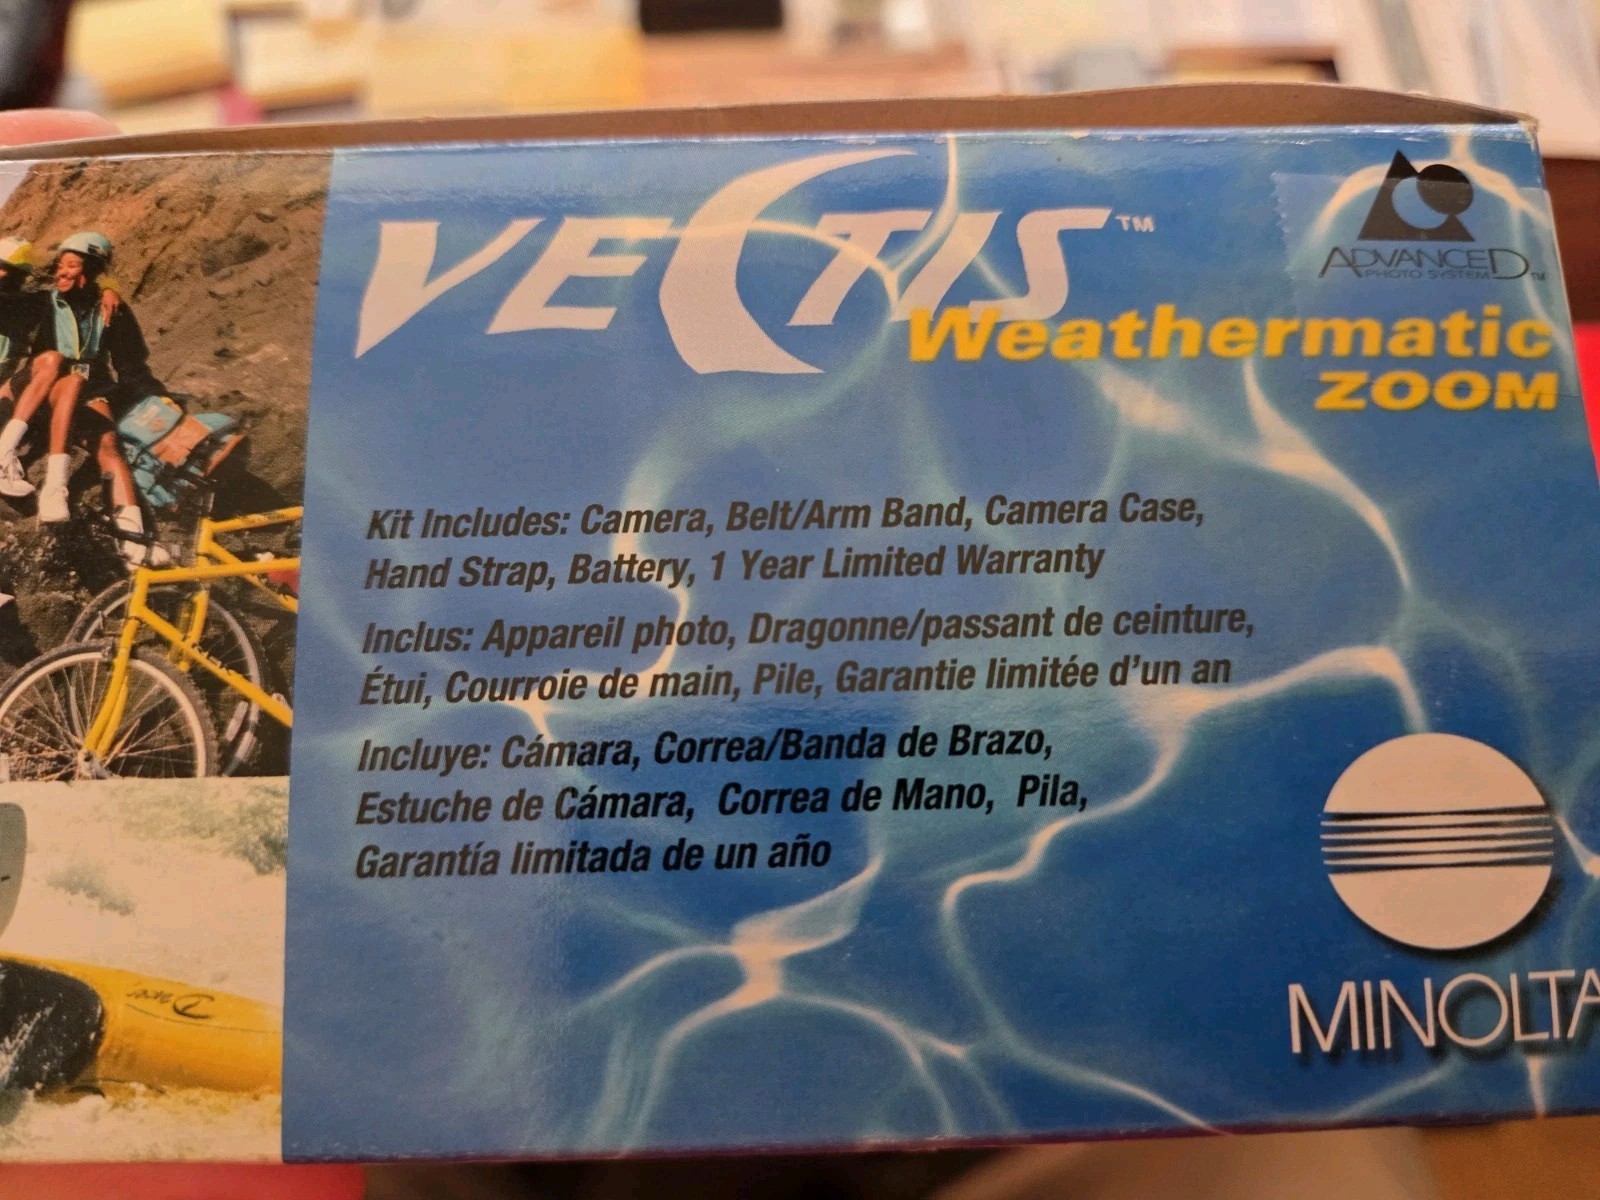 VECTIS™
ADVANCED™
PHOTO SYSTEM
Weathermatic
ZOOM
Kit Includes: Camera, Belt/Arm Band, Camera Case,
Hand Strap, Battery, 1 Year Limited Warranty
Inclus: Appareil photo, Dragonne/passant de ceinture,
Étui, Courroie de main, Pile, Garantie limitée d'un an
Incluye: Cámara, Correa/Banda de Brazo,
Estuche de Cámara, Correa de Mano, Pila,
Garantía limitada de un año
MINOLTA